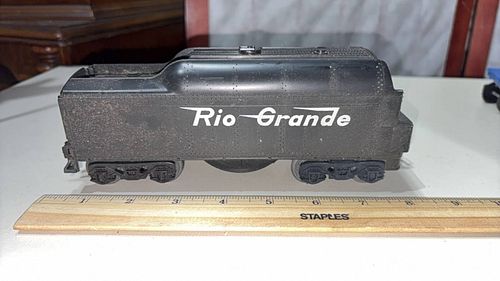 Rio Grande
1 2 3 4 5 6 7 8 9
STAPLES